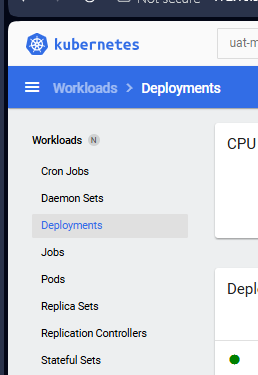 Not secure
kubernetes
uat-m
Workloads > Deployments
Workloads N
Cron Jobs
Daemon Sets
Deployments
Jobs
Pods
Replica Sets
Replication Controllers
Stateful Sets
CPU
Depl